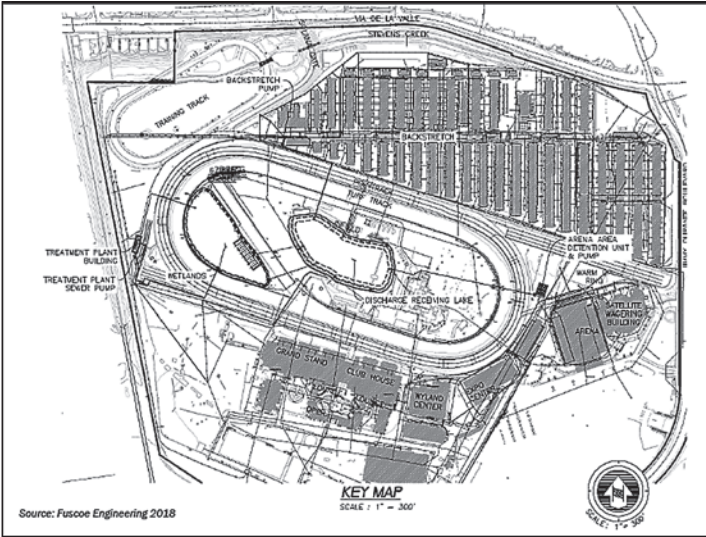 VIA DE LA VALLE
STEVENS CREEK
BACKSTRETCH
PUMP
TRAINING TRACK
BACKSTRETCH
TURF TRACK
TREATMENT PLANT
BUILDING
TREATMENT PLANT
SEWER PUMP
WETLANDS
DISCHARGE RECEIVING LAKE
ARENA AREA
DETENTION UNIT
& PUMP
WARM
RING
SATELLITE
WAGERING
BUILDING
ARENA
GRAND STAND
CLUB HOUSE
WYLAND
CENTER
EXPO
CENTER
KEY MAP
SCALE : 1" = 300'
SCALE: 1"= 300'
Source: Fuscoe Engineering 2018